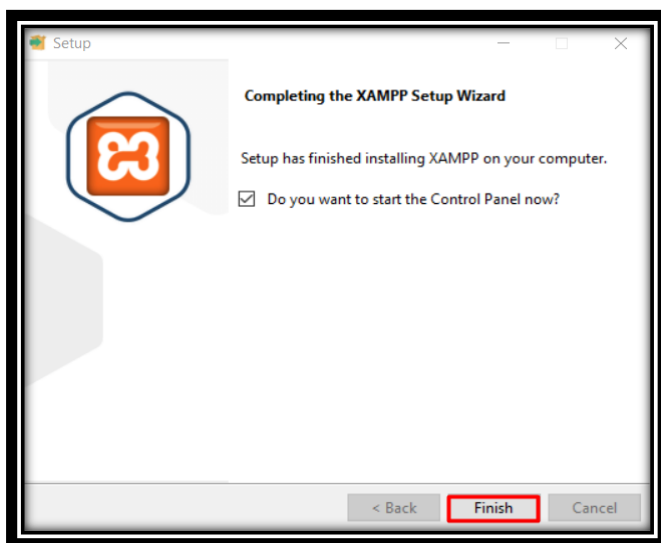 Setup
Completing the XAMPP Setup Wizard
Setup has finished installing XAMPP on your computer.
Do you want to start the Control Panel now?
< Back
Finish
Cancel